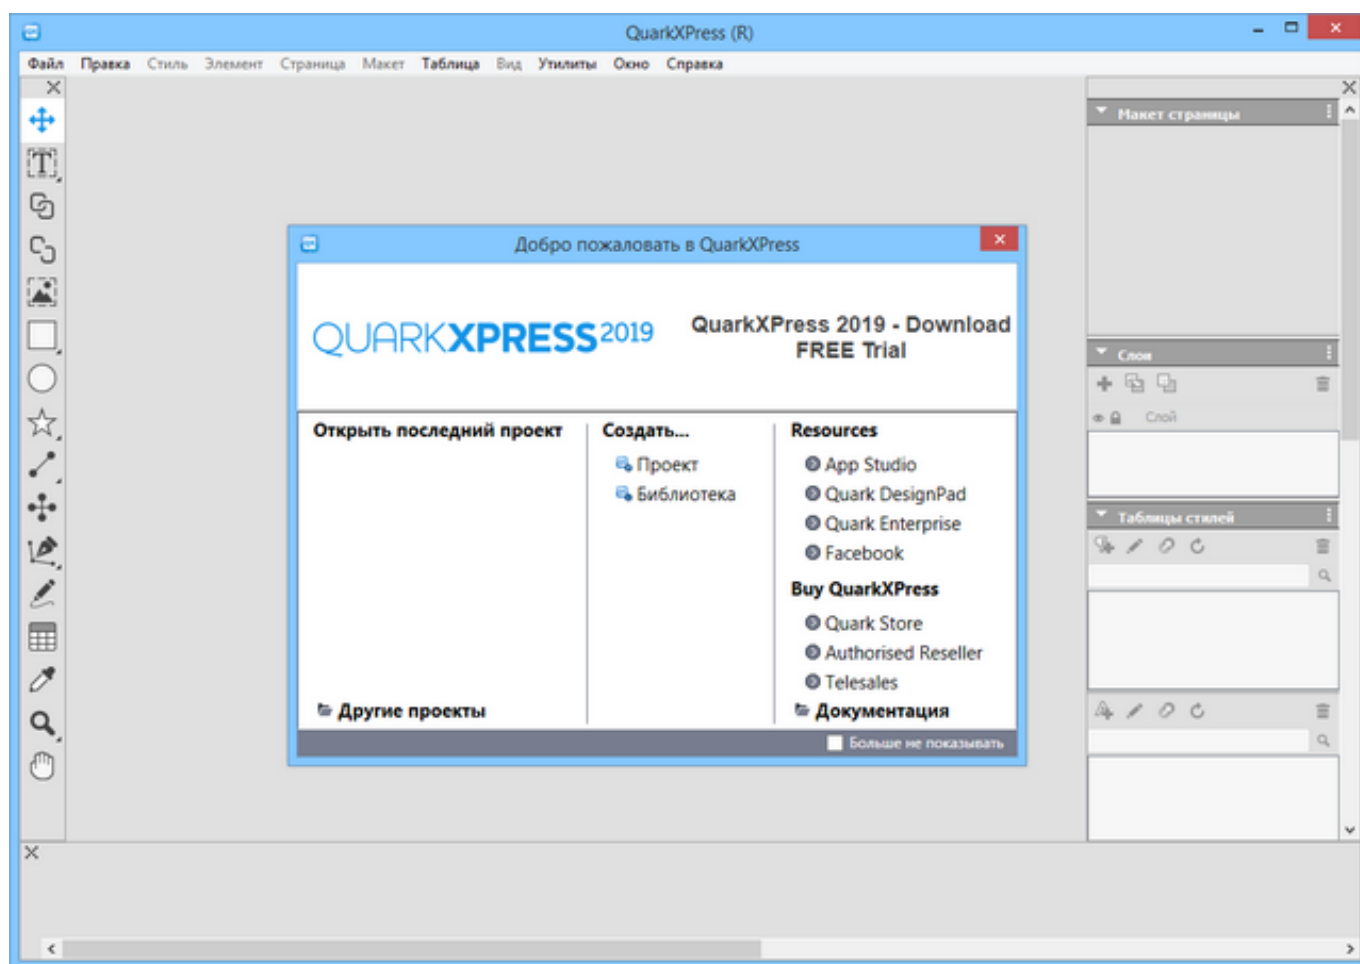 QuarkXPress (R)
Файл Правка Стиль Элемент Страница Макет Таблица Вид Утилиты Окно Справка
Макет страницы
Добро пожаловать в QuarkXPress
QUARKXPRESS 2019
QuarkXPress 2019 - Download
FREE Trial
Открыть последний проект
Другие проекты
Создать...
Проект
Библиотека
Resources
App Studio
Quark DesignPad
Quark Enterprise
Facebook
Buy QuarkXPress
Quark Store
Authorised Reseller
Telesales
Документация
Больше не показывать
Слои
Слой
Таблицы стилей